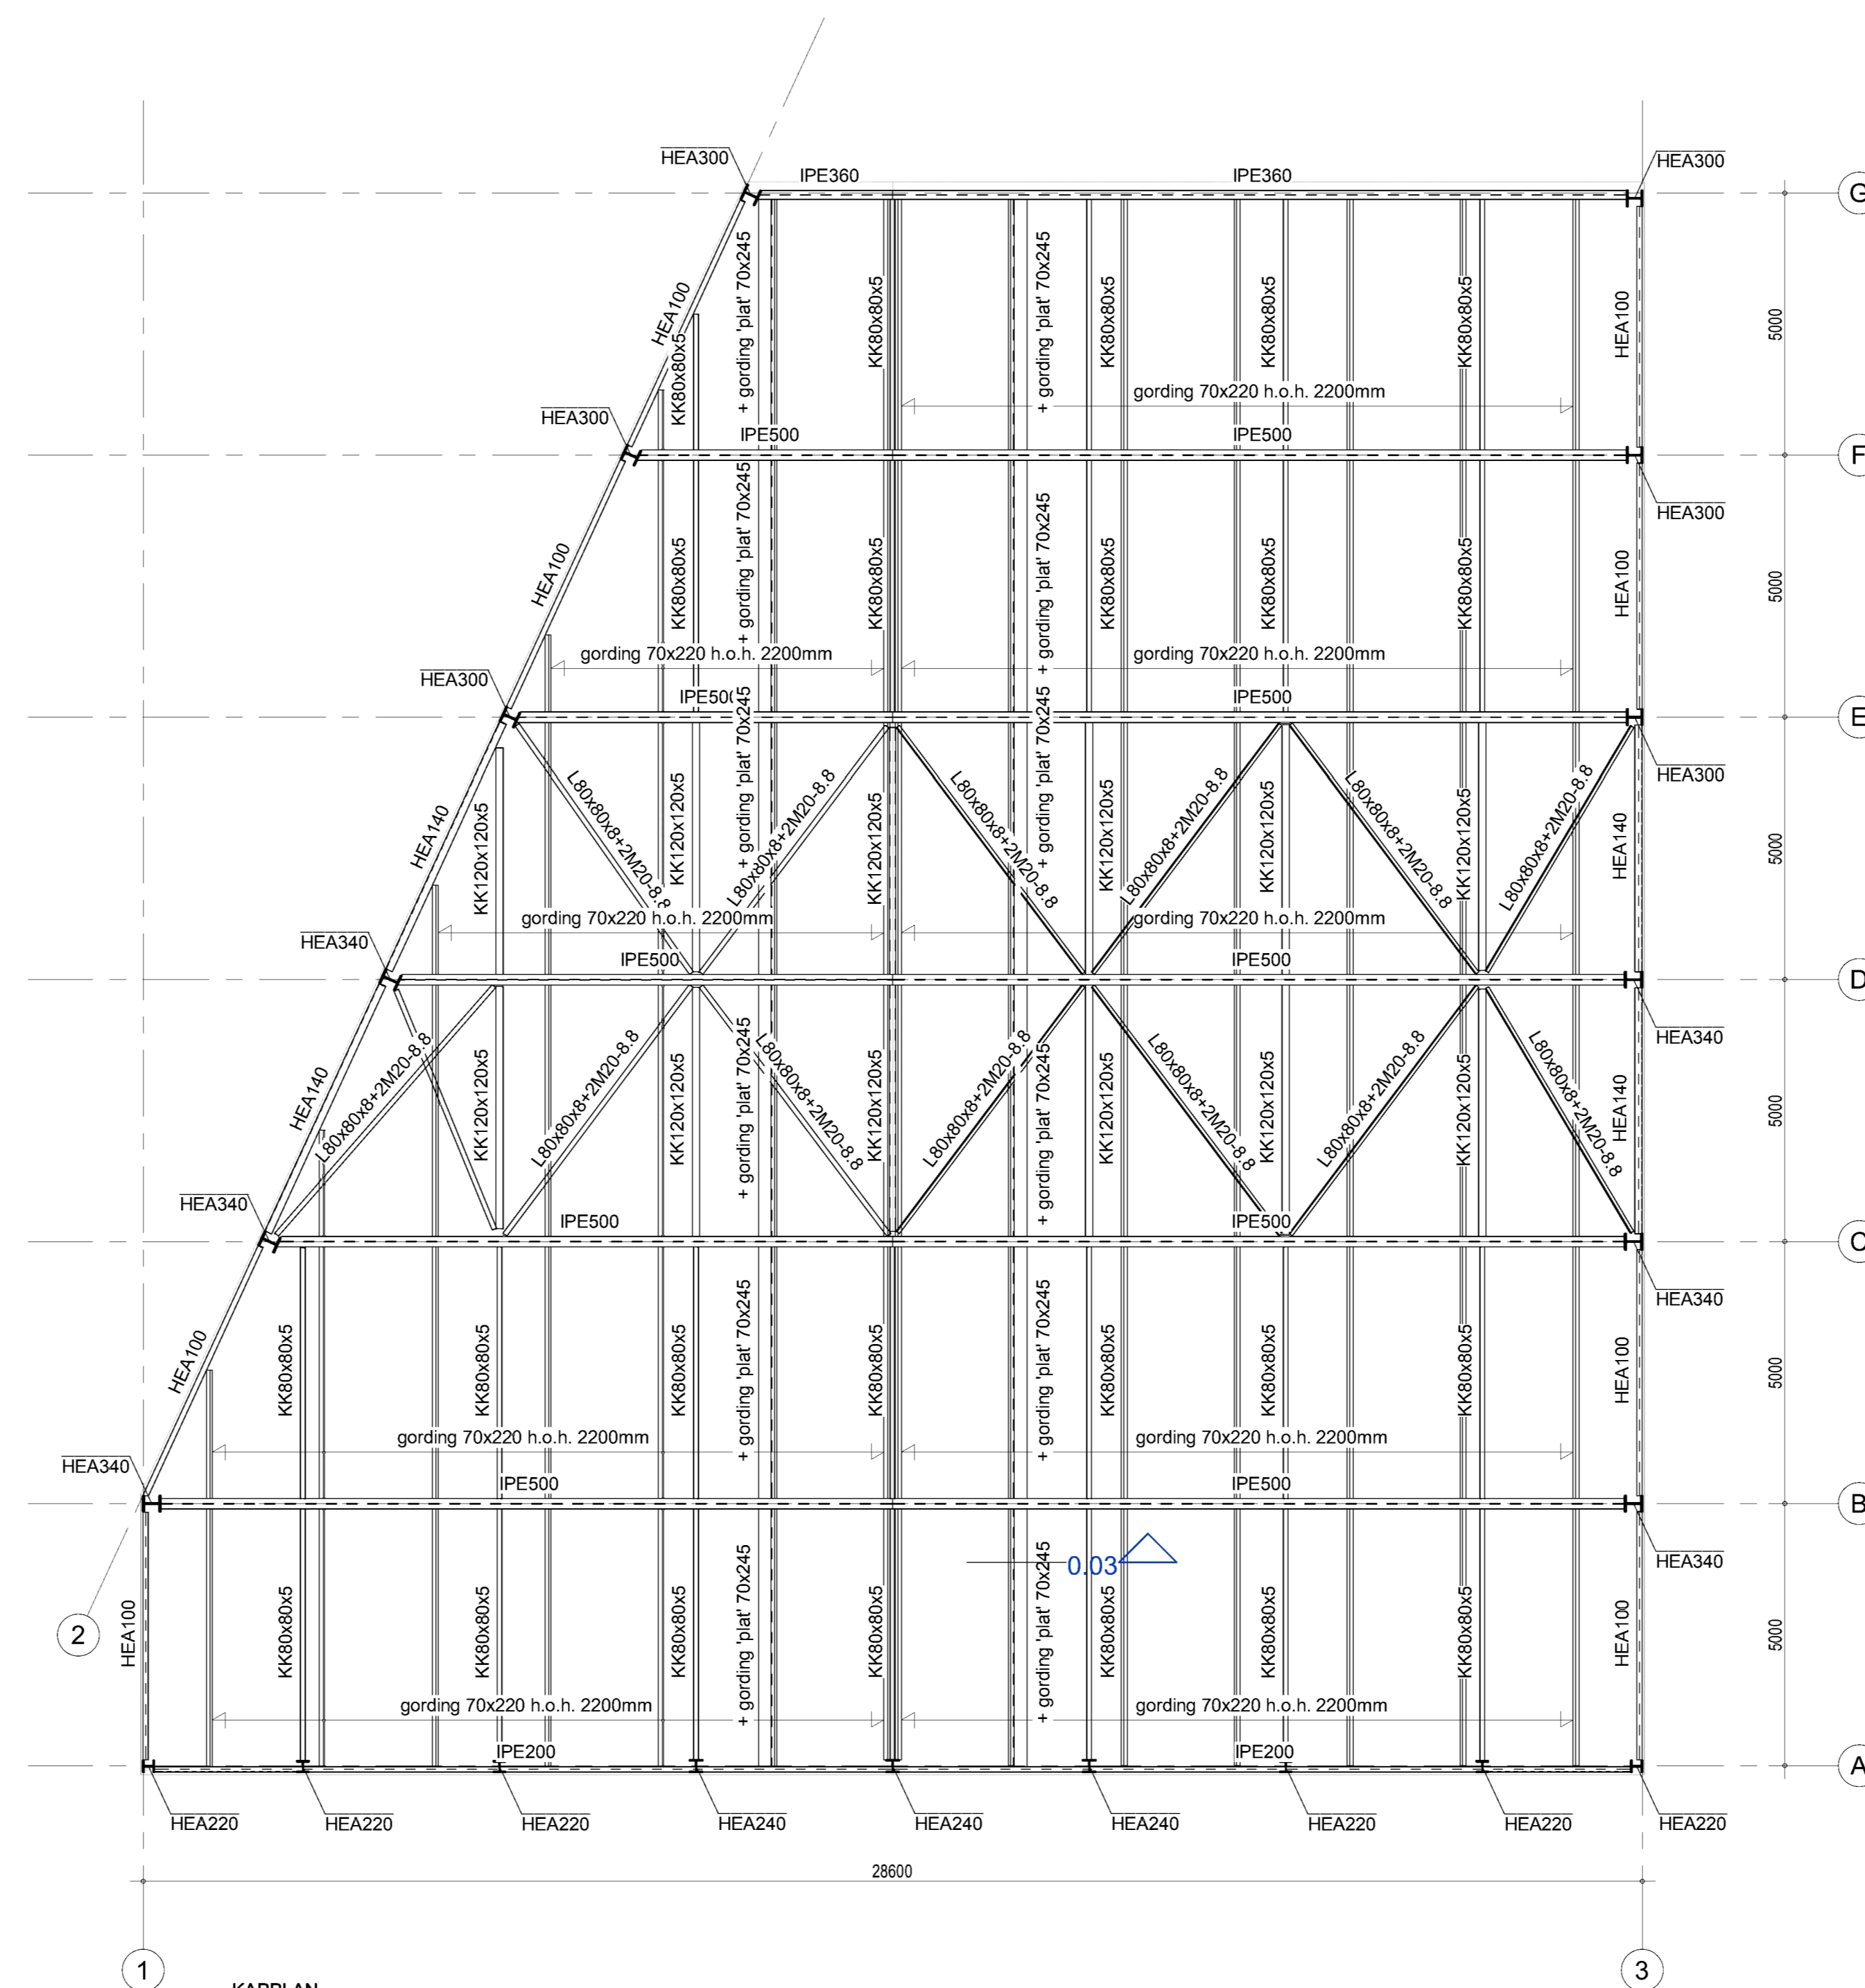 HEA300
IPE360
IPE360
HEA300
G
HEA100
KK80x80x5
+ gording 'plat' 70x245
KK80x80x5
+ gording 'plat' 70x245
KK80x80x5
KK80x80x5
KK80x80x5
HEA100
5000
gording 70x220 h.o.h. 2200mm
HEA300
IPE500
IPE500
F
HEA300
HEA100
KK80x80x5
+ gording 'plat' 70x245
+ gording 'plat' 70x245
KK80x80x5
+ gording 'plat' 70x245
KK80x80x5
KK80x80x5
KK80x80x5
HEA100
5000
gording 70x220 h.o.h. 2200mm
gording 70x220 h.o.h. 2200mm
HEA300
IPE500
IPE500
E
HEA300
HEA140
KK120x120x5
L80x80x8+2M20-8.8
KK120x120x5
+ gording 'plat' 70x245
L80x80x8+2M20-8.8
KK120x120x5
L80x80x8+2M20-8.8
+ gording 'plat' 70x245
KK120x120x5
L80x80x8+2M20-8.8
KK120x120x5
L80x80x8+2M20-8.8
KK120x120x5
L80x80x8+2M20-8.8
HEA140
5000
gording 70x220 h.o.h. 2200mm
gording 70x220 h.o.h. 2200mm
HEA340
IPE500
IPE500
D
HEA340
HEA140
L80x80x8+2M20-8.8
KK120x120x5
L80x80x8+2M20-8.8
KK120x120x5
+ gording 'plat' 70x245
L80x80x8+2M20-8.8
KK120x120x5
L80x80x8+2M20-8.8
+ gording 'plat' 70x245
KK120x120x5
L80x80x8+2M20-8.8
KK120x120x5
L80x80x8+2M20-8.8
KK120x120x5
L80x80x8+2M20-8.8
HEA140
5000
HEA340
IPE500
IPE500
C
HEA340
HEA100
KK80x80x5
KK80x80x5
KK80x80x5
+ gording 'plat' 70x245
KK80x80x5
+ gording 'plat' 70x245
KK80x80x5
KK80x80x5
KK80x80x5
HEA100
5000
gording 70x220 h.o.h. 2200mm
gording 70x220 h.o.h. 2200mm
HEA340
IPE500
IPE500
B
HEA340
0.03
2
HEA100
KK80x80x5
KK80x80x5
KK80x80x5
+ gording 'plat' 70x245
KK80x80x5
+ gording 'plat' 70x245
KK80x80x5
KK80x80x5
KK80x80x5
HEA100
5000
gording 70x220 h.o.h. 2200mm
gording 70x220 h.o.h. 2200mm
IPE200
IPE200
A
HEA220
HEA220
HEA220
HEA240
HEA240
HEA240
HEA220
HEA220
HEA220
28600
1
3